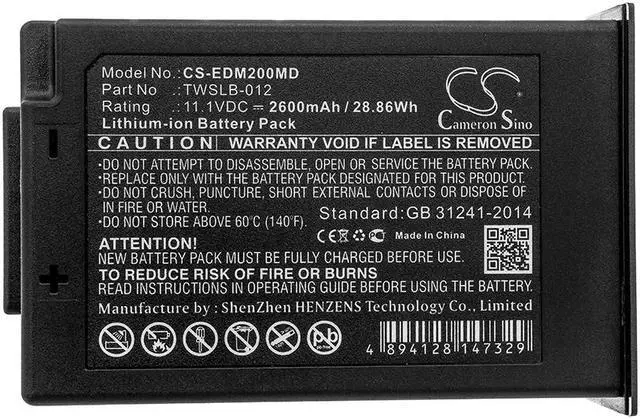 Model No.: CS-EDM200MD
Part No : TWSLB-012
Rating : 11.1VDC ⎓ 2600mAh / 28.86Wh
Lithium-ion Battery Pack
CS
Cameron Sino
CAUTION WARRANTY VOID IF LABEL IS REMOVED
•DO NOT ATTEMPT TO DISASSEMBLE, OPEN OR SERVICE THE BATTERY PACK.
•REPLACE ONLY WITH THE SAME BATTERY PACK DESIGNED FOR THIS PRODUCT.
•DO NOT CRUSH, PUNCTURE, SHORT EXTERNAL CONTACTS OR DISPOSE OF
IN FIRE OR WATER.
•DO NOT STORE ABOVE 60℃ (140℉).
Standard:GB 31241-2014
CE Made In China
ATTENTION!
NEW BATTERY PACK MUST BE FULLY CHARGED BEFORE USE
TO REDUCE RISK OF FIRE OR BURNS
READ INSTRUCTIONS IN OPERATING GUIDE BEFORE USING BATTERY PACK.
Manufacture by : ShenZhen HENZENS Technology Co., Limited
pb
4 894128 147329